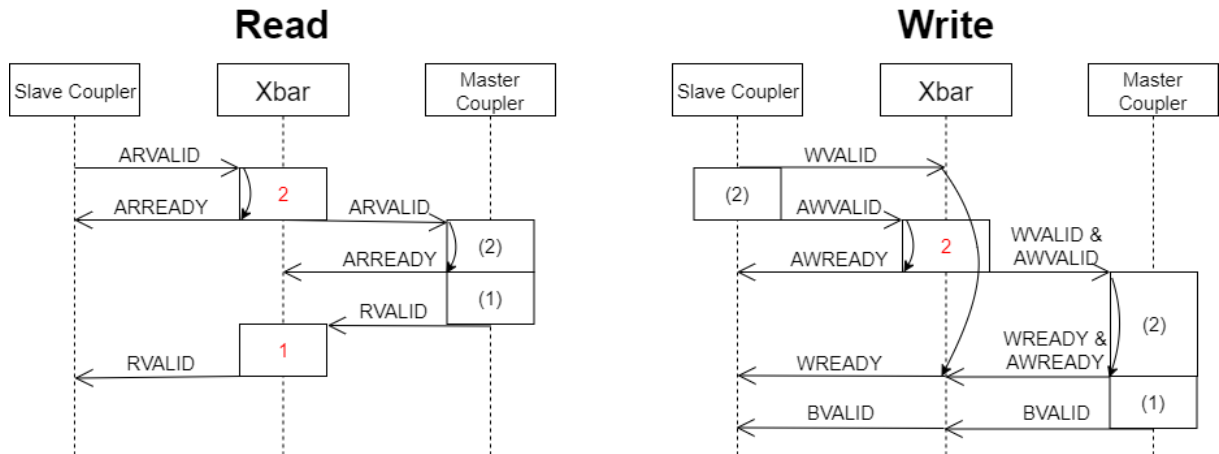 Read
Write
Slave Coupler
Xbar
Master
Coupler
Slave Coupler
Xbar
Master
Coupler
ARVALID
2
ARREADY
ARVALID
(2)
ARREADY
(1)
RVALID
1
RVALID
WVALID
(2)
AWVALID
2
WVALID &
AWVALID
AWREADY
(2)
WREADY &
AWREADY
WREADY
(1)
BVALID
BVALID